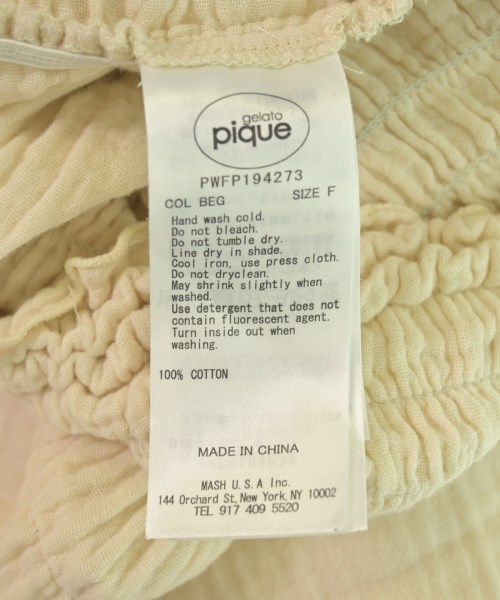 gelato
pique
PWFP194273
COL BEG SIZE F
Hand wash cold.
Do not bleach.
Do not tumble dry.
Line dry in shade.
Cool iron, use press cloth.
Do not dryclean.
May shrink slightly when
washed.
Use detergent that does not
contain fluorescent agent.
Turn inside out when
washing.
100% COTTON
MADE IN CHINA
MASH U.S.A Inc.
144 Orchard St, New York, NY 10002
TEL 917 409 5520